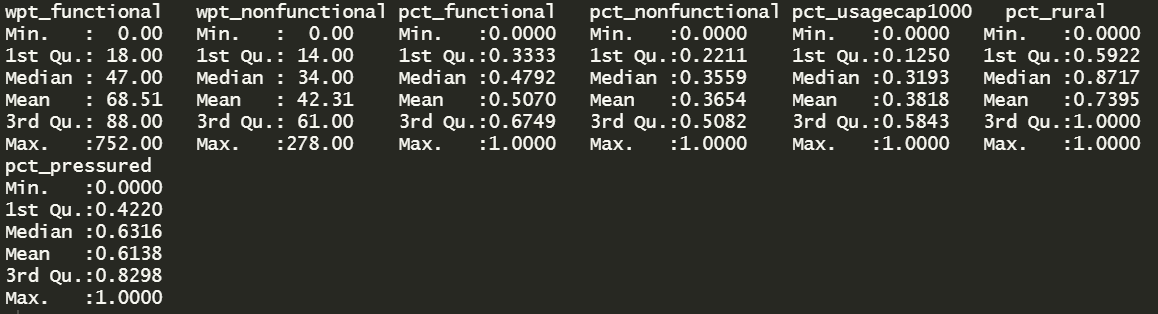 wpt_functional   wpt_nonfunctional pct_functional   pct_nonfunctional pct_usagecap1000   pct_rural
Min.   :  0.00   Min.   :  0.00    Min.   :0.0000   Min.   :0.0000    Min.   :0.0000   Min.   :0.0000
1st Qu.: 18.00   1st Qu.: 14.00    1st Qu.:0.3333   1st Qu.:0.2211    1st Qu.:0.1250   1st Qu.:0.5922
Median : 47.00   Median : 34.00    Median :0.4792   Median :0.3559    Median :0.3193   Median :0.8717
Mean   : 68.51   Mean   : 42.31    Mean   :0.5070   Mean   :0.3654    Mean   :0.3818   Mean   :0.7395
3rd Qu.: 88.00   3rd Qu.: 61.00    3rd Qu.:0.6749   3rd Qu.:0.5082    3rd Qu.:0.5843   3rd Qu.:1.0000
Max.   :752.00   Max.   :278.00    Max.   :1.0000   Max.   :1.0000    Max.   :1.0000   Max.   :1.0000
pct_pressured
Min.   :0.0000
1st Qu.:0.4220
Median :0.6316
Mean   :0.6138
3rd Qu.:0.8298
Max.   :1.0000